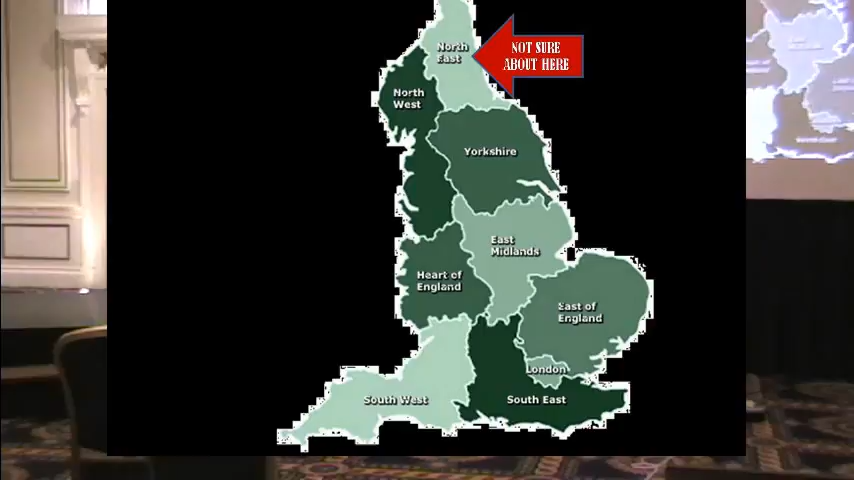 North
East
NOT SURE
ABOUT HERE
North
West
Yorkshire
East
Midlands
Heart of
England
East of
England
London
South West
South East